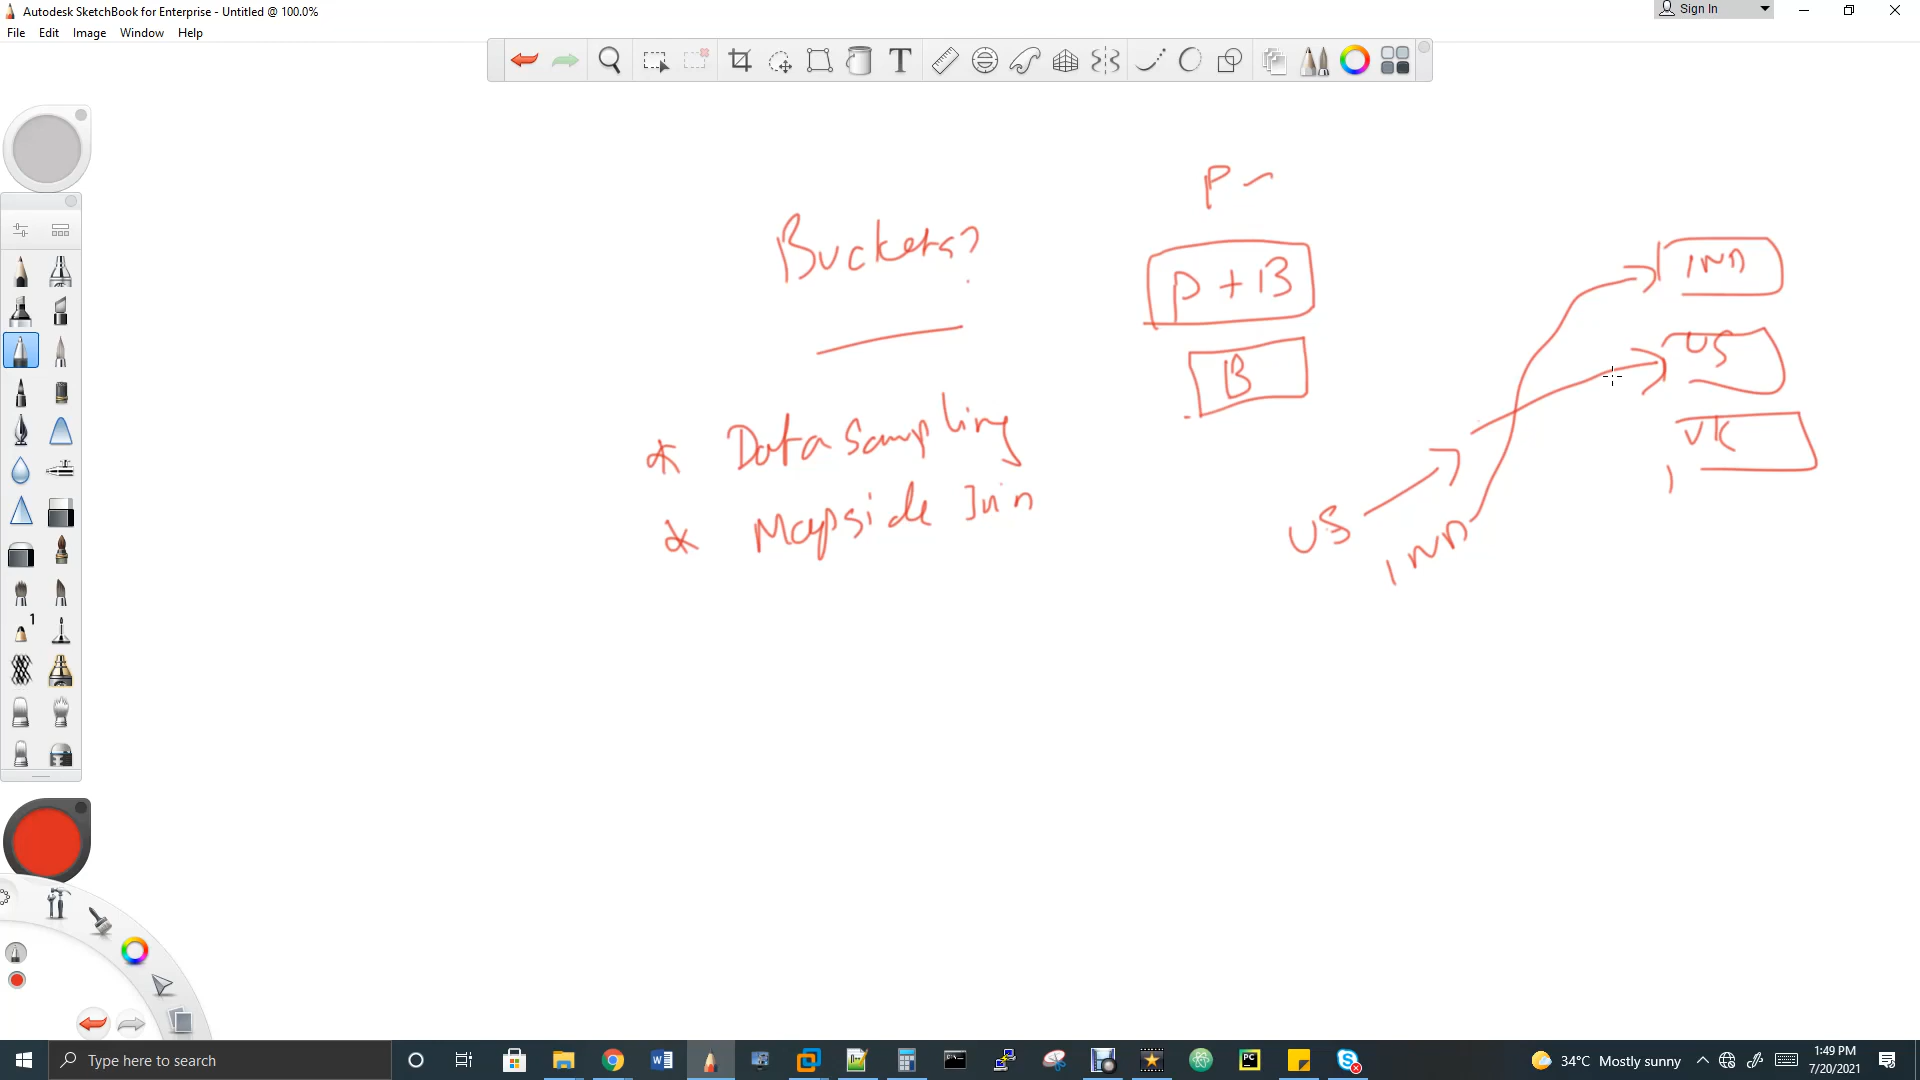 Autodesk SketchBook for Enterprise - Untitled @ 100.0%
Sign In
File Edit Image Window Help
T
P -
Buckets?
P + B
B
* Data Sampling
* Mapside Join
IND
US
UK
US
IND
1
Type here to search
34°C Mostly sunny
1:49 PM
7/20/2021